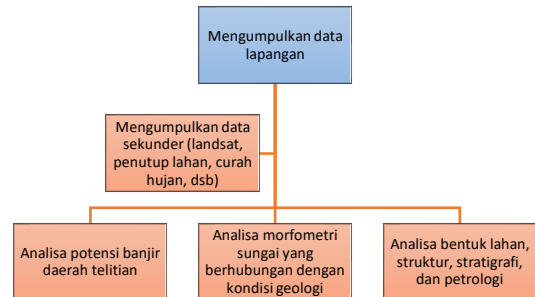 Mengumpulkan data
lapangan
Mengumpulkan data
sekunder (landsat,
penutup lahan, curah
hujan, dsb)
Analisa potensi banjir
daerah telitian
Analisa morfometri
sungai yang
berhubungan dengan
kondisi geologi
Analisa bentuk lahan,
struktur, stratigrafi,
dan petrologi